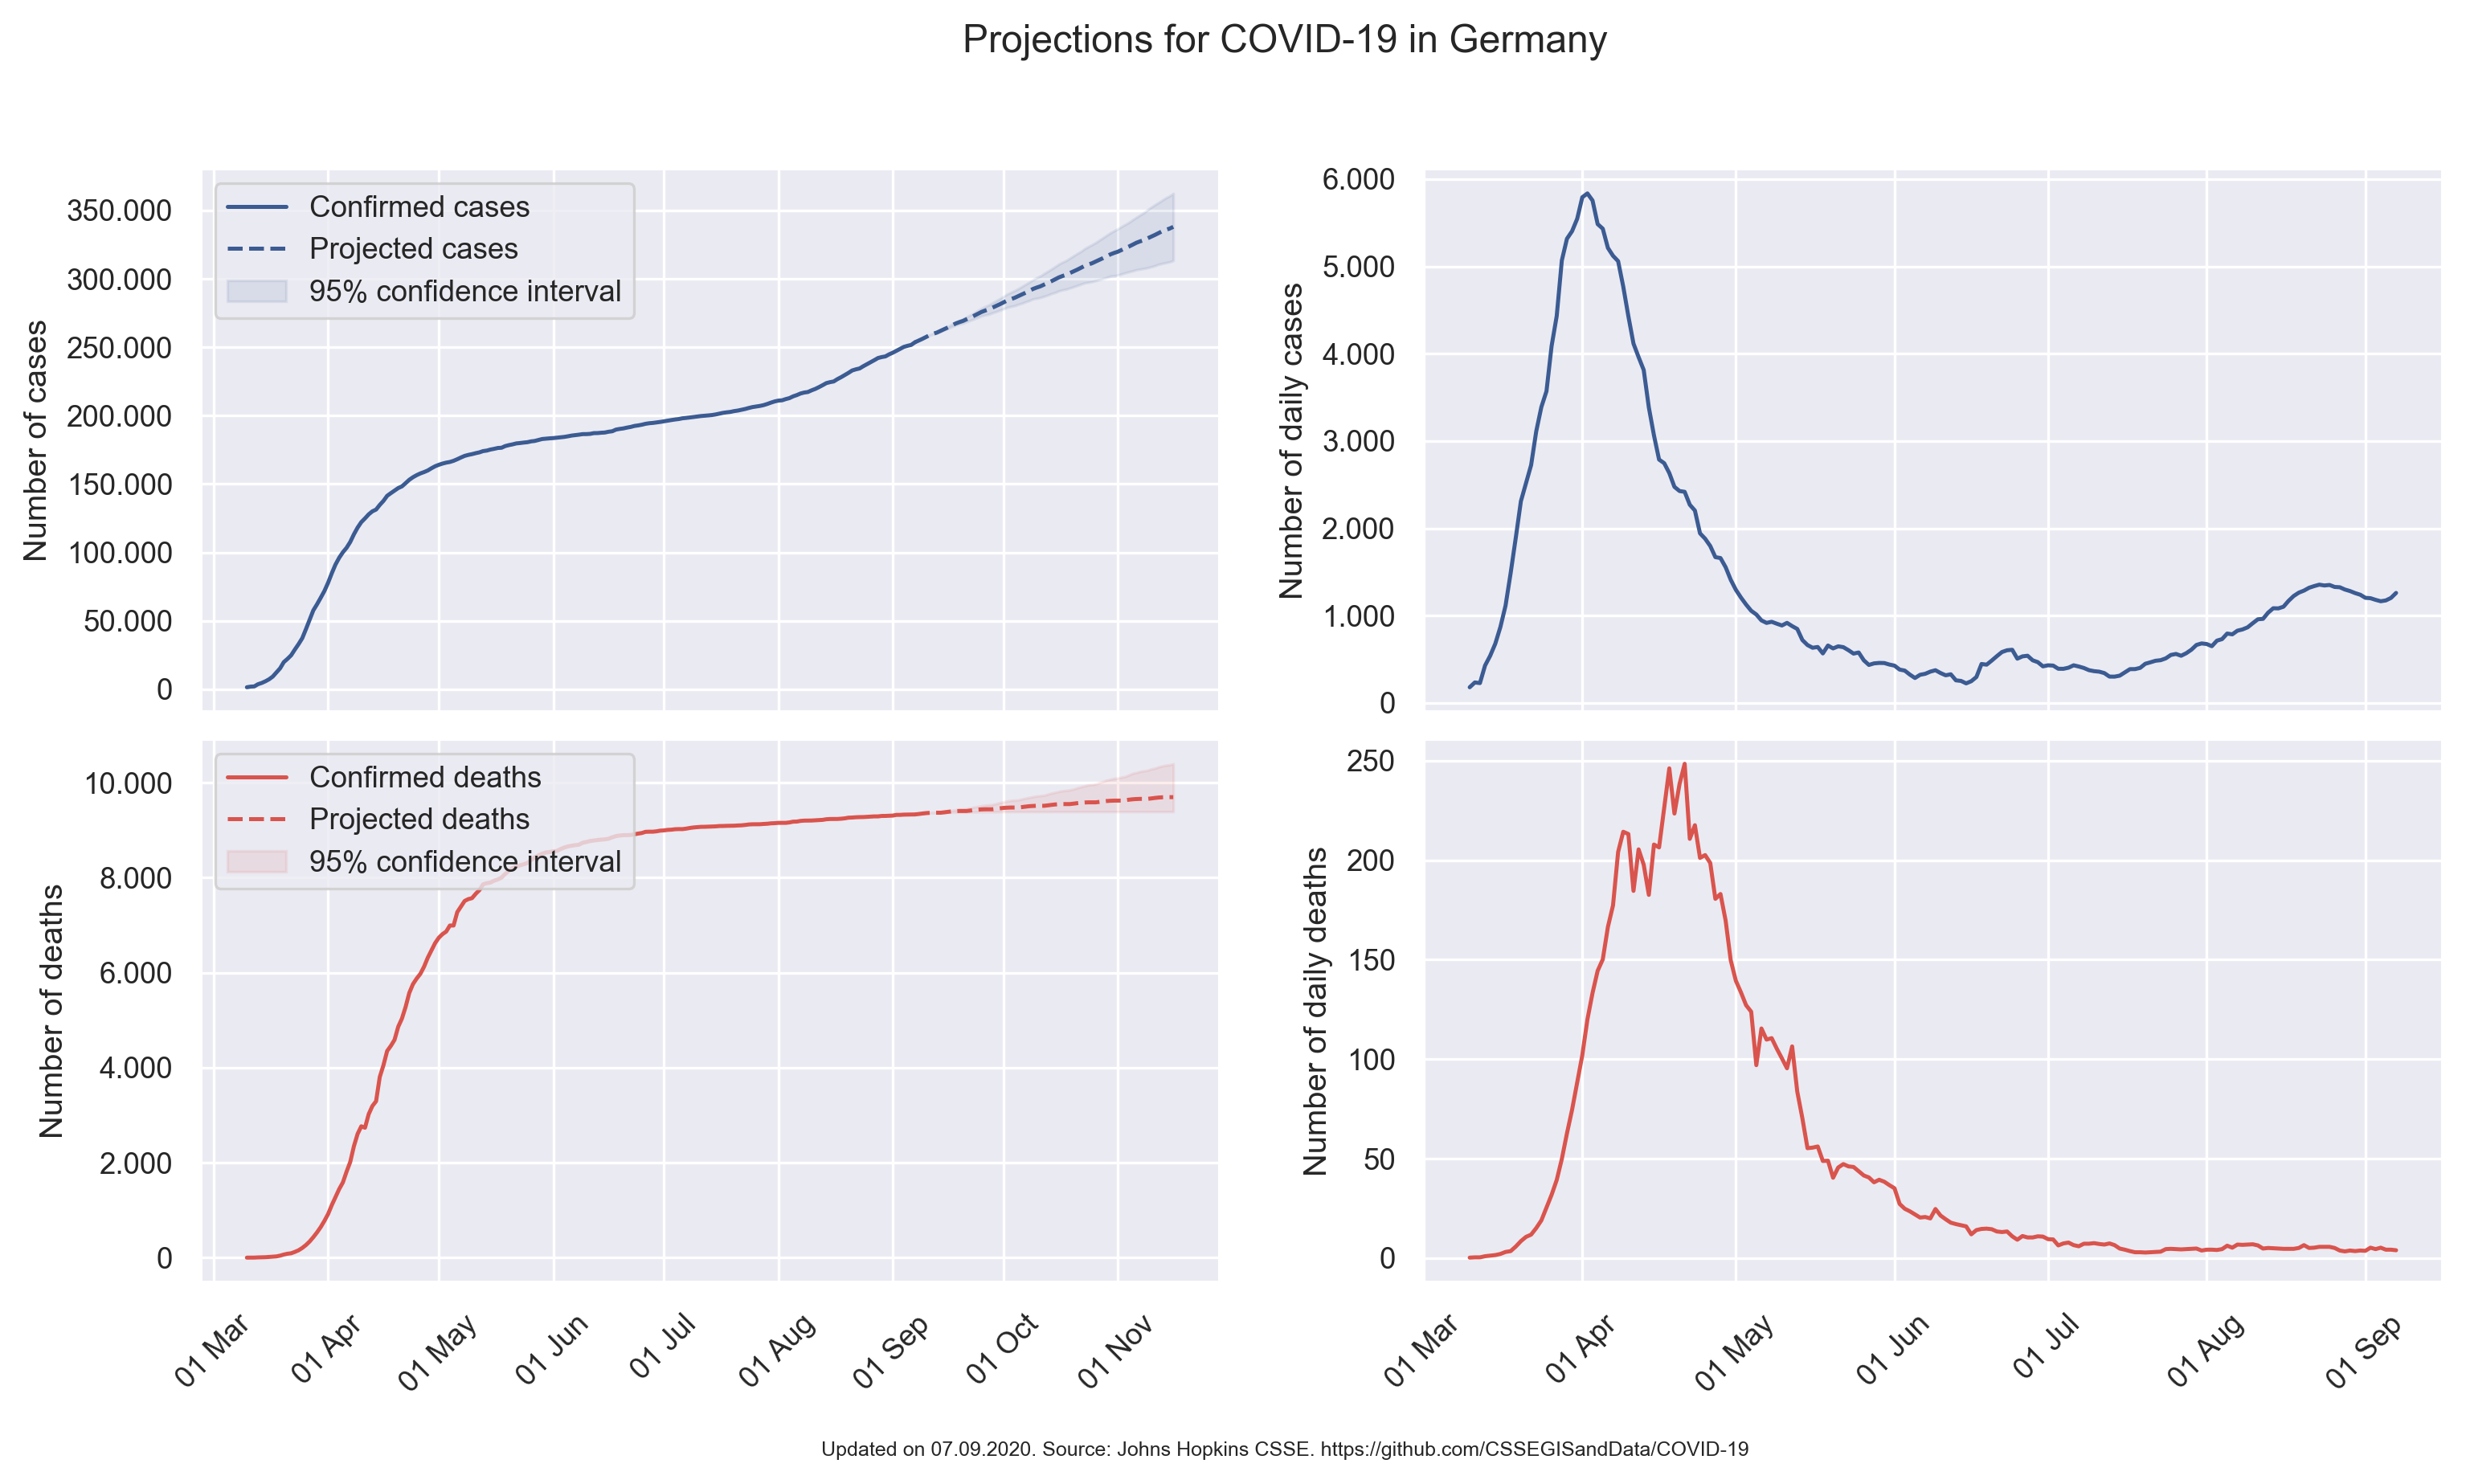 Projections for COVID-19 in Germany
Number of cases
350.000
300.000
250.000
200.000
150.000
100.000
50.000
0
Confirmed cases
Projected cases
95% confidence interval
Number of daily cases
6.000
5.000
4.000
3.000
2.000
1.000
0
Number of deaths
10.000
8.000
6.000
4.000
2.000
0
Confirmed deaths
Projected deaths
95% confidence interval
01 Mar
01 Apr
01 May
01 Jun
01 Jul
01 Aug
01 Sep
01 Oct
01 Nov
Number of daily deaths
250
200
150
100
50
0
01 Mar
01 Apr
01 May
01 Jun
01 Jul
01 Aug
01 Sep
Updated on 07.09.2020. Source: Johns Hopkins CSSE. https://github.com/CSSEGISandData/COVID-19